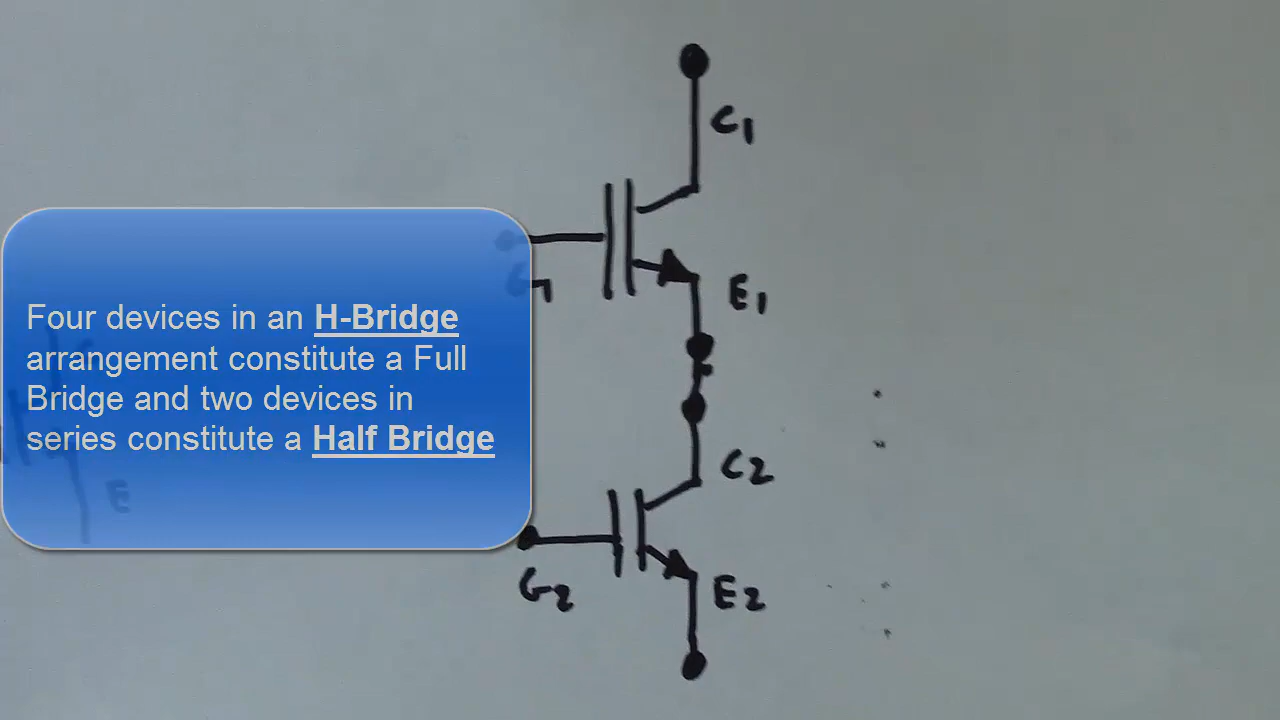 C1
E1
G1
Four devices in an H-Bridge
arrangement constitute a Full
Bridge and two devices in
series constitute a Half Bridge
C2
E
G2
E2